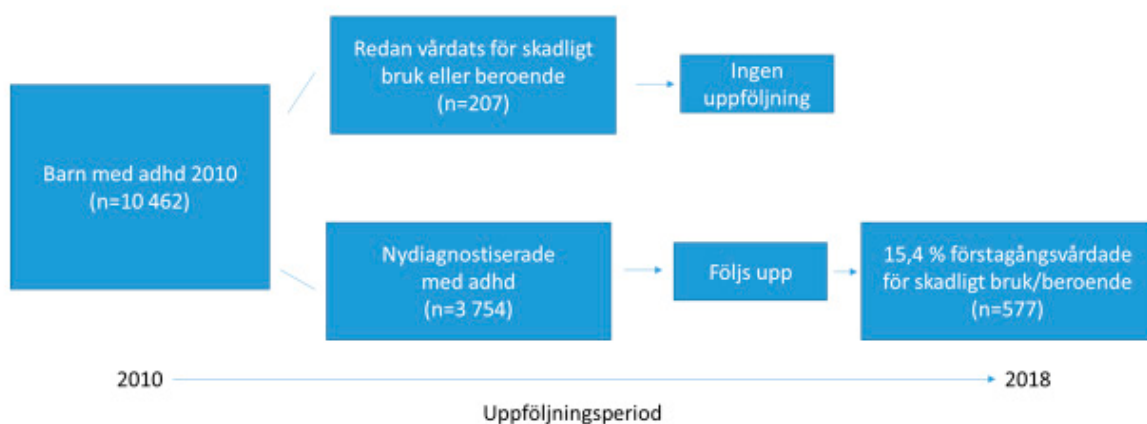 Barn med adhd 2010
(n=10 462)
Redan vårdats för skadligt
bruk eller beroende
(n=207)
Ingen
uppföljning
Nydiagnostiserade
med adhd
(n=3 754)
Följs upp
15,4 % förstagångsvårdade
för skadligt bruk/beroende
(n=577)
2010
2018
Uppföljningsperiod